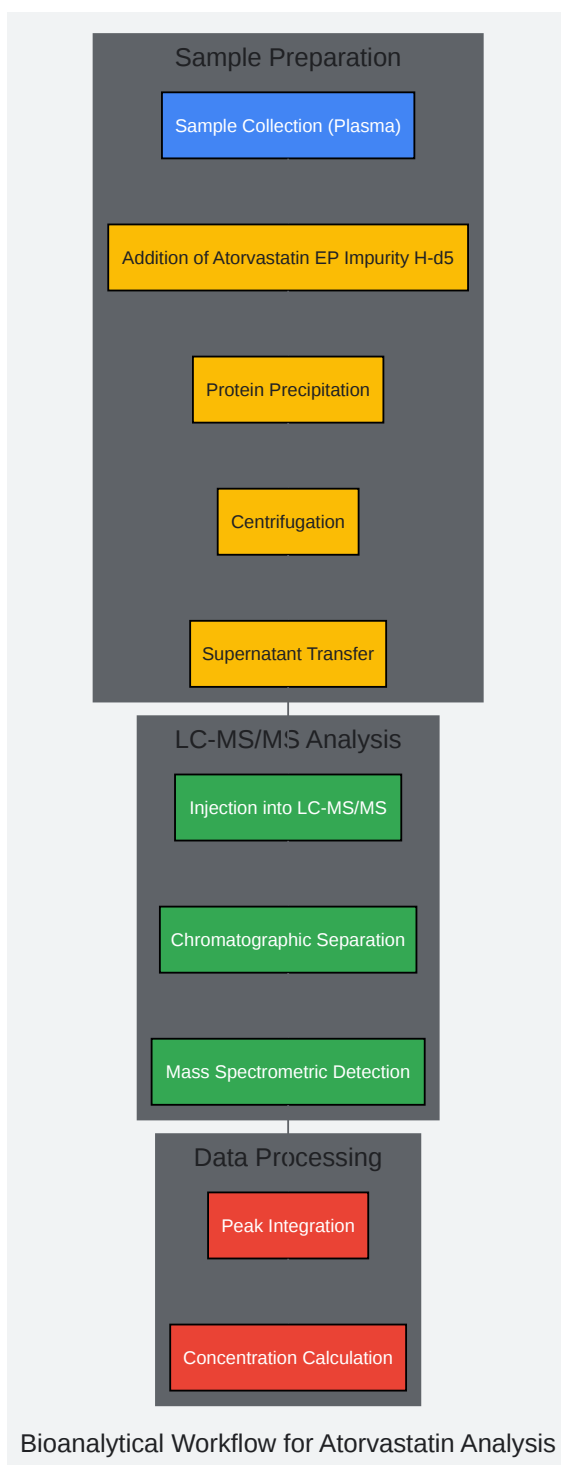 Sample Preparation
Sample Collection (Plasma)
Addition of Atorvastatin EP Impurity H-d5
Protein Precipitation
Centrifugation
Supernatant Transfer
LC-MS/MS Analysis
Injection into LC-MS/MS
Chromatographic Separation
Mass Spectrometric Detection
Data Processing
Peak Integration
Concentration Calculation
Bioanalytical Workflow for Atorvastatin Analysis